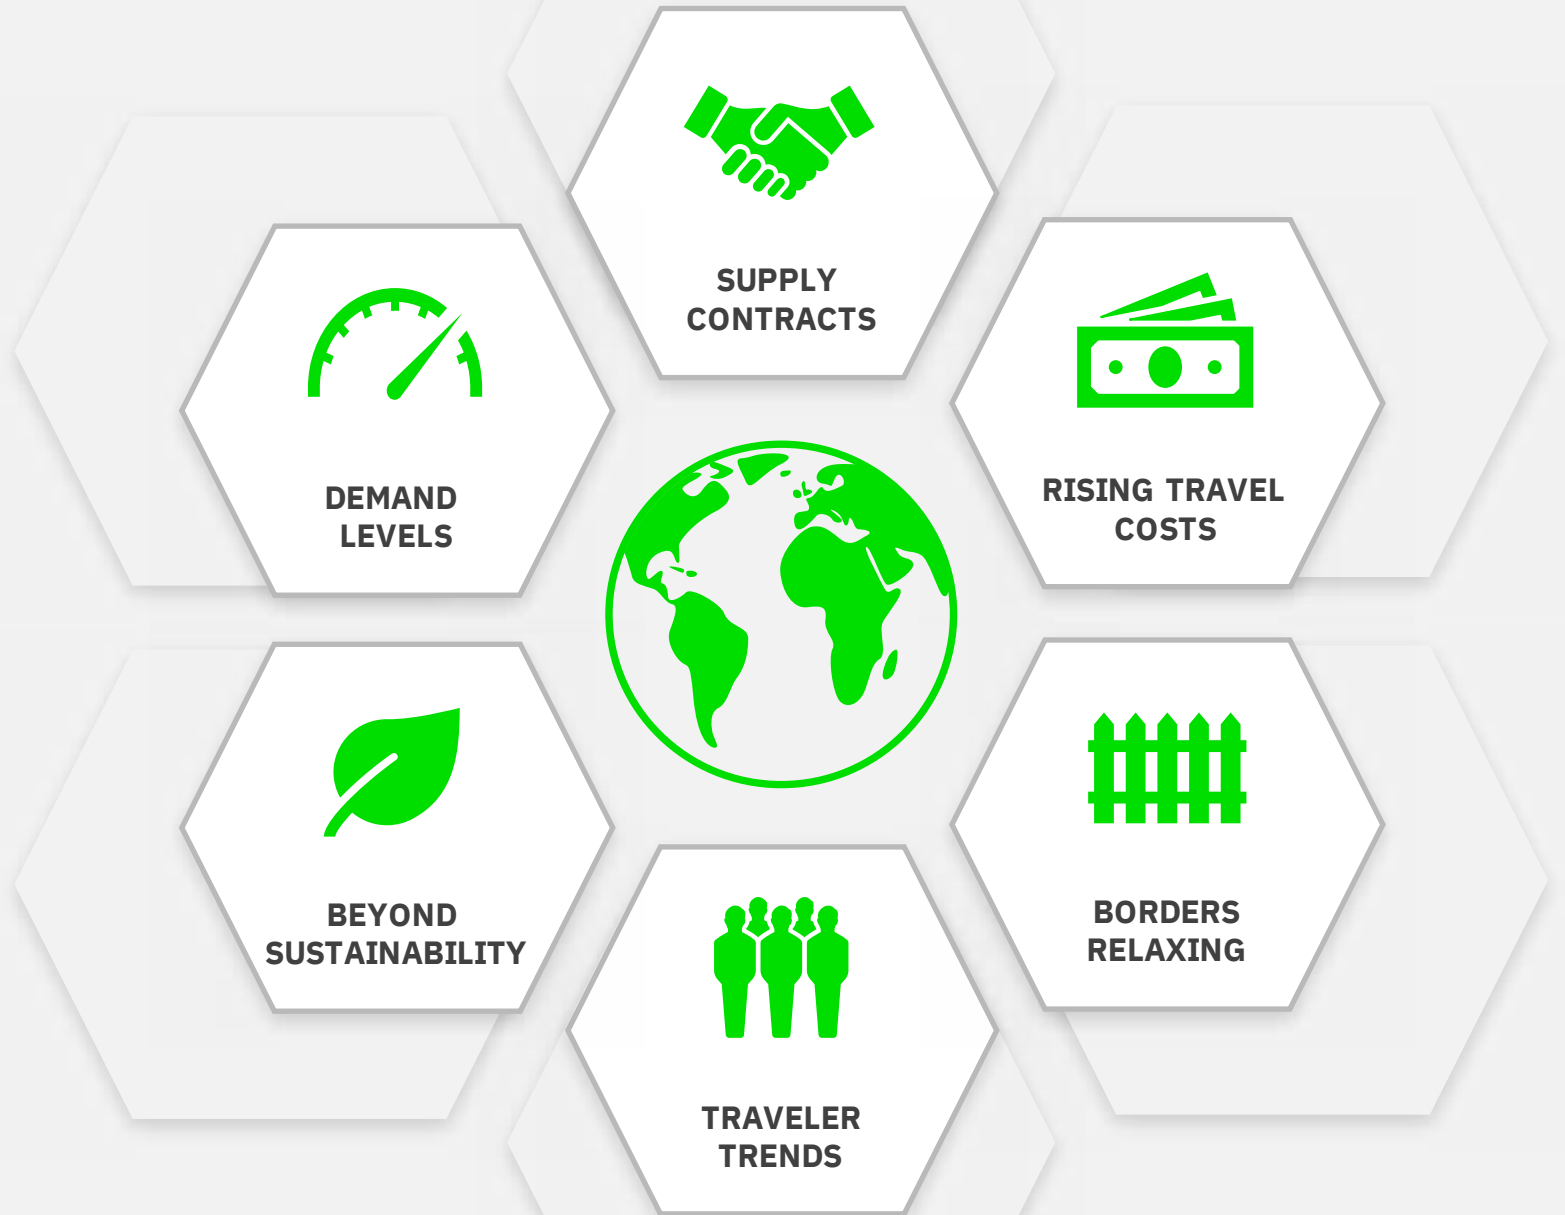 SUPPLY
CONTRACTS
DEMAND
LEVELS
RISING TRAVEL
COSTS
BEYOND
SUSTAINABILITY
BORDERS
RELAXING
TRAVELER
TRENDS